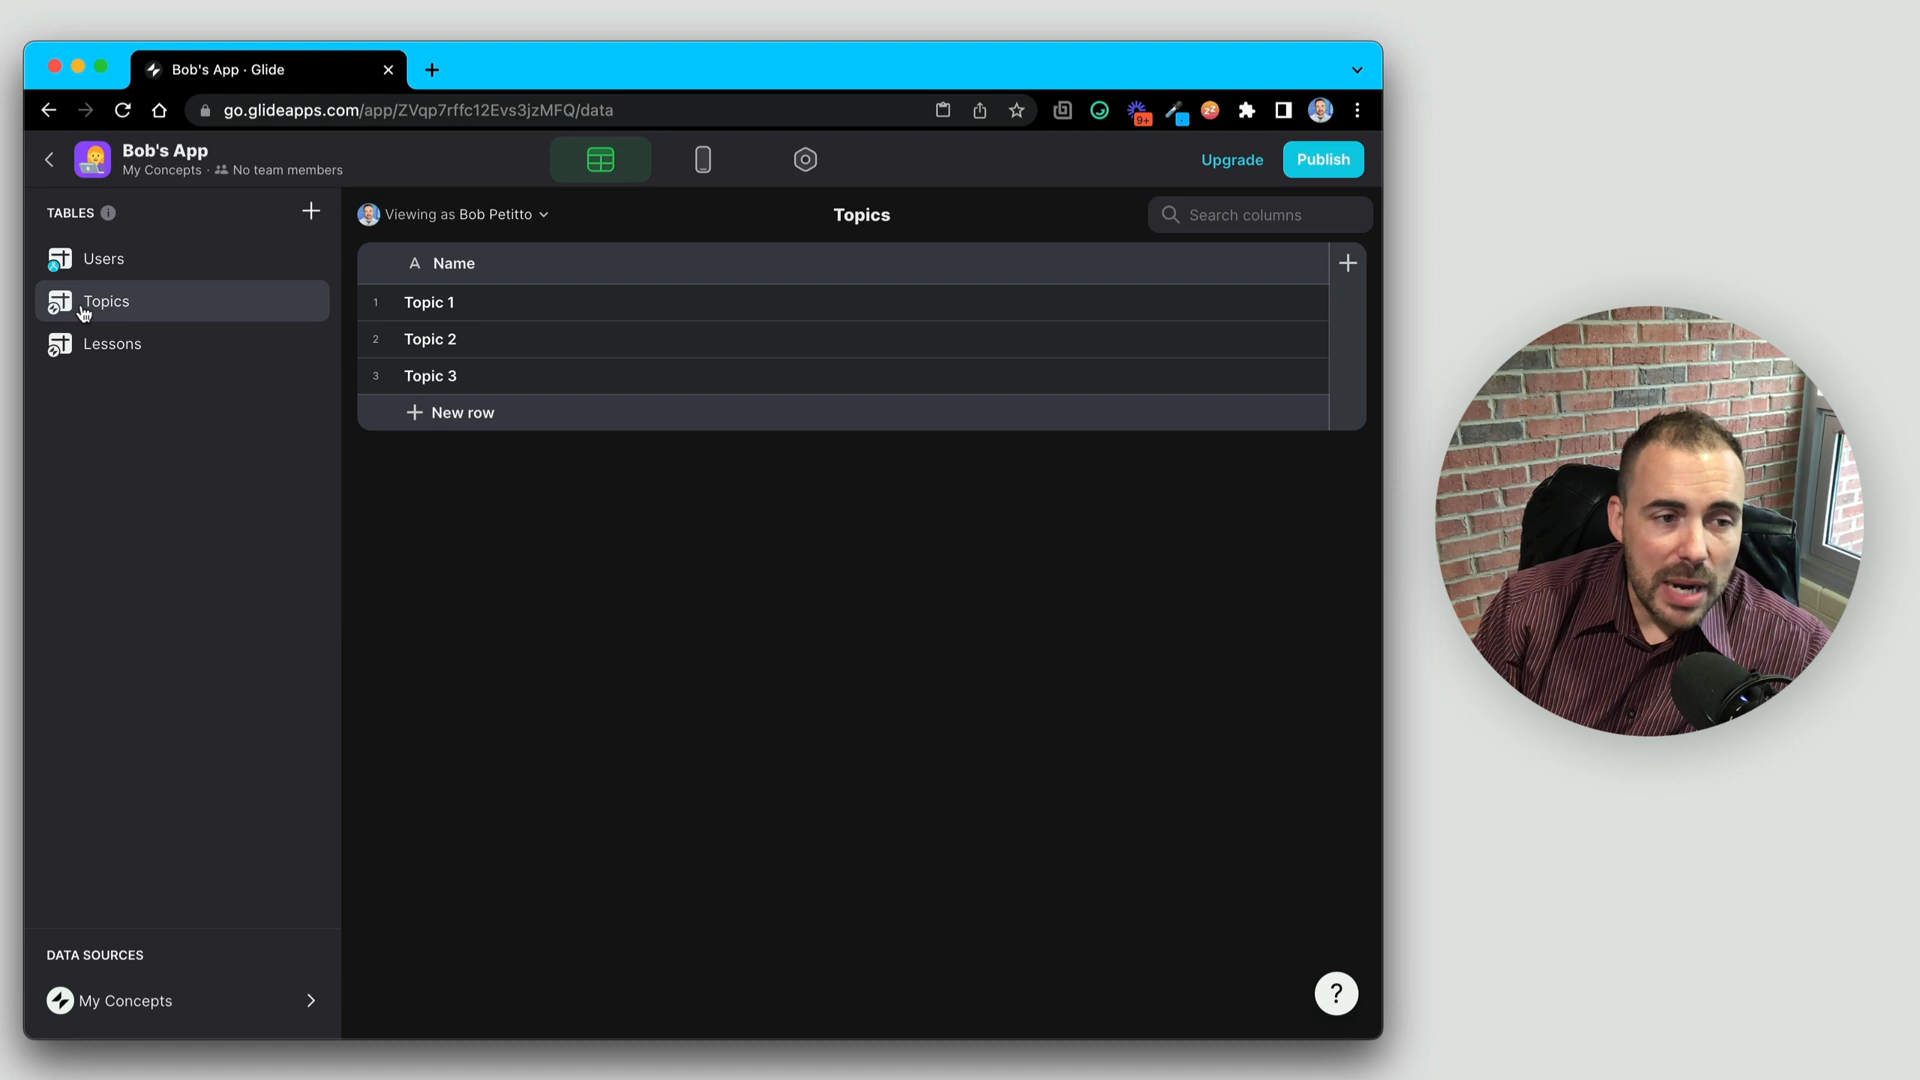 Bob's App · Glide
go.glideapps.com/app/ZVqp7rffc12Evs3jzMFQ/data
9+
zZ
Bob's App
My Concepts · No team members
Upgrade
Publish
TABLES
Viewing as Bob Petitto
Topics
Search columns
Users
Topics
Lessons
A Name
1 Topic 1
2 Topic 2
3 Topic 3
New row
DATA SOURCES
My Concepts
?